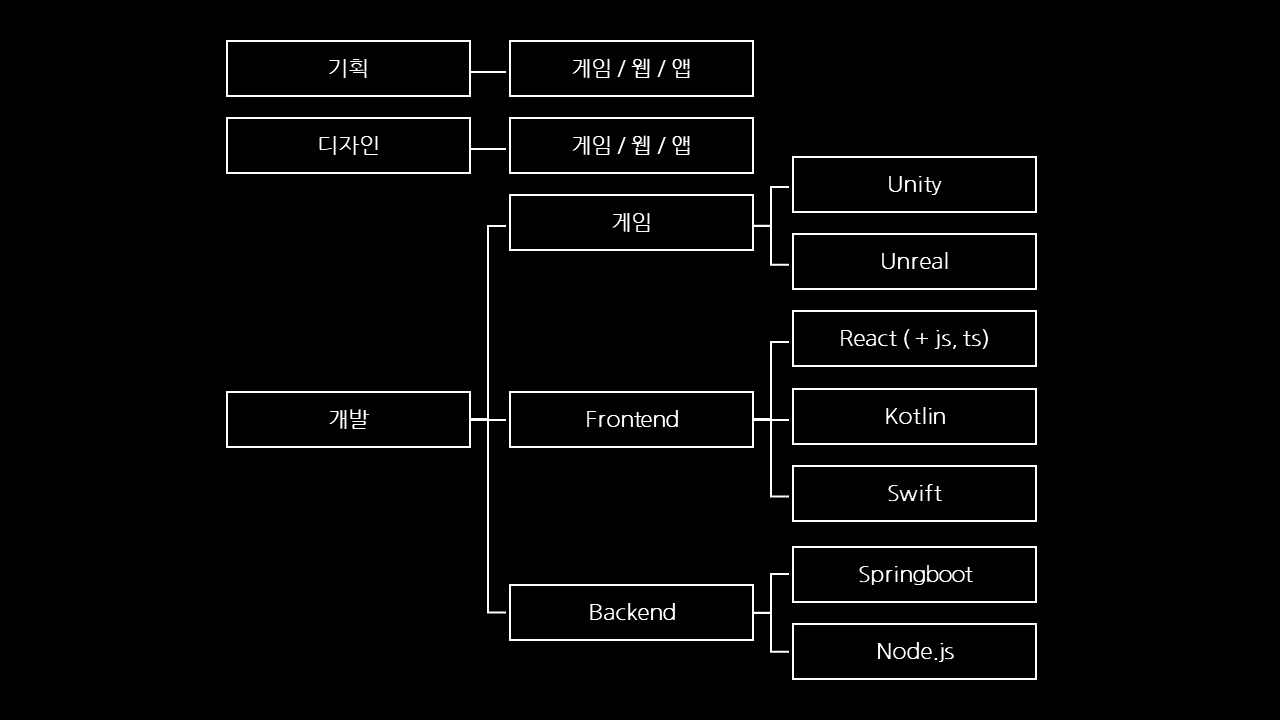 기획
게임 / 웹 / 앱
디자인
게임 / 웹 / 앱
개발
게임
Unity
Unreal
Frontend
React ( + js, ts)
Kotlin
Swift
Backend
Springboot
Node.js